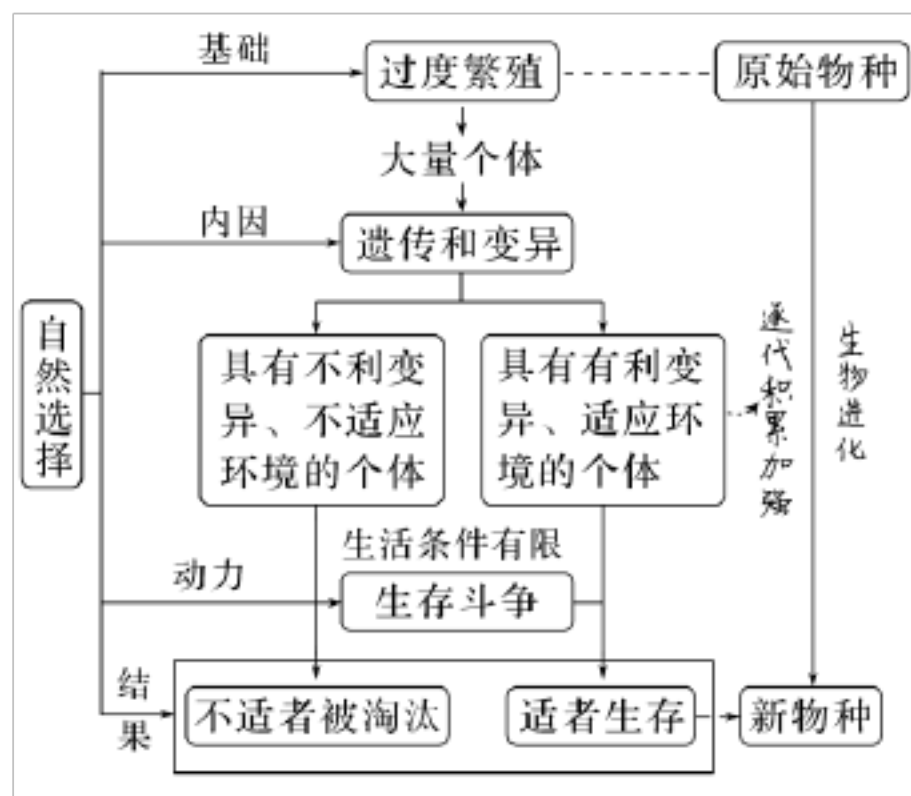 基础
过度繁殖
原始物种
大量个体
内因
遗传和变异
自然选择
具有不利变
异、不适应
环境的个体
具有有利变
异、适应环
境的个体
逐代积累加强
生物进化
生活条件有限
动力
生存斗争
结果
不适者被淘汰
适者生存
新物种